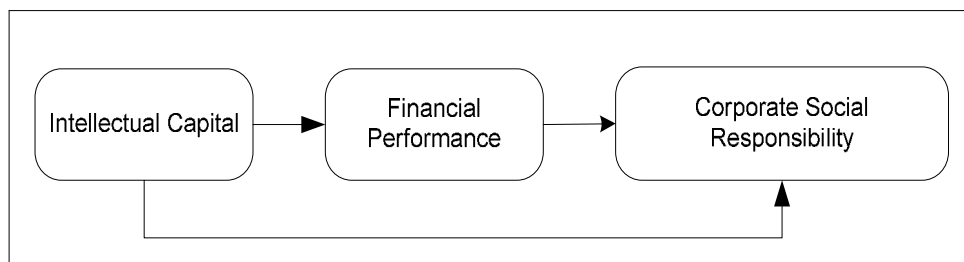 Intellectual Capital
Financial
Performance
Corporate Social
Responsibility